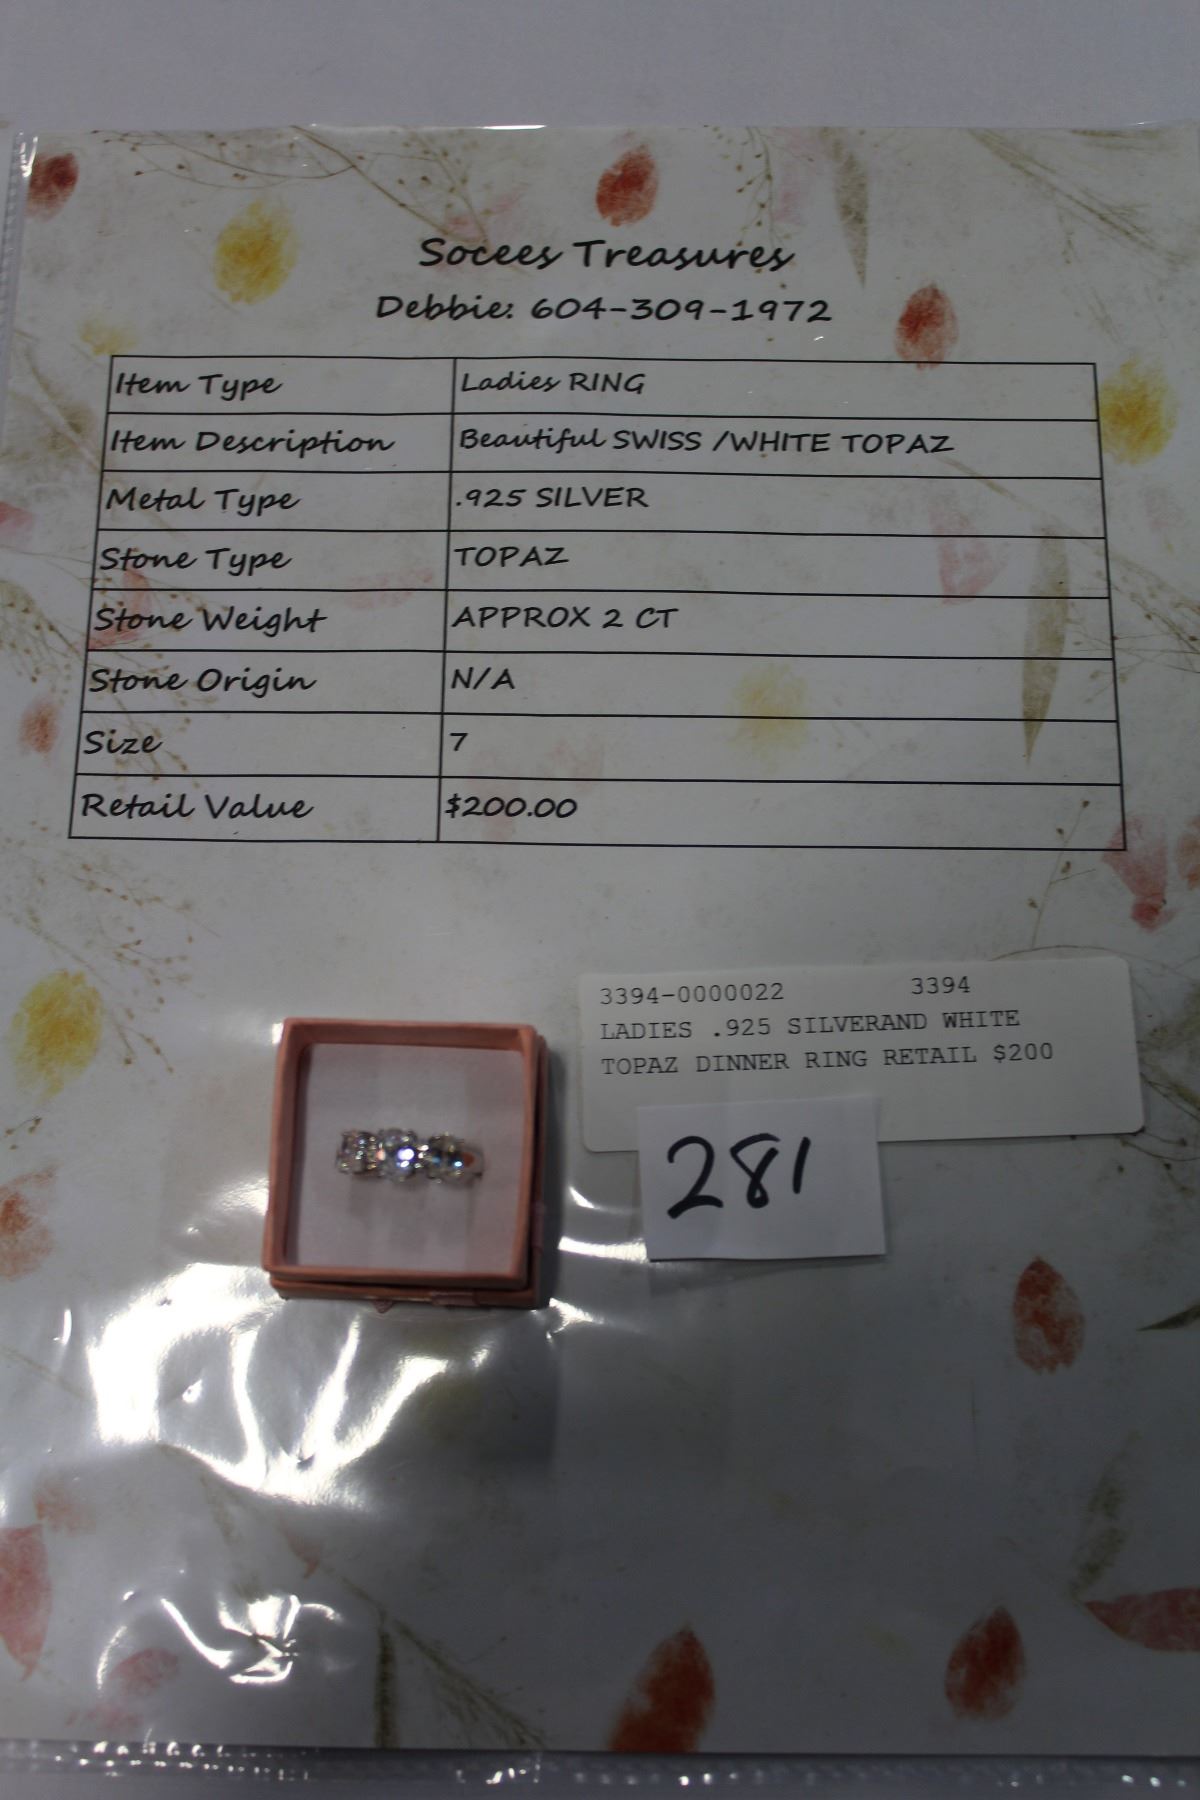 Socees Treasures
Debbie: 604-309-1972
Item Type Ladies RING
Item Description Beautiful SWISS /WHITE TOPAZ
Metal Type .925 SILVER
Stone Type TOPAZ
Stone Weight APPROX 2 CT
Stone Origin N/A
Size 7
Retail Value $200.00
3394-0000022 3394
LADIES .925 SILVERAND WHITE
TOPAZ DINNER RING RETAIL $200
281